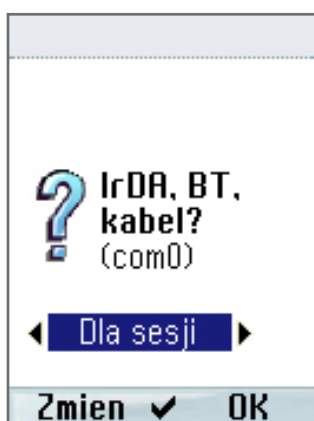 IrDA, BT,
kabel?
(com0)
Dla sesji
Zmien OK